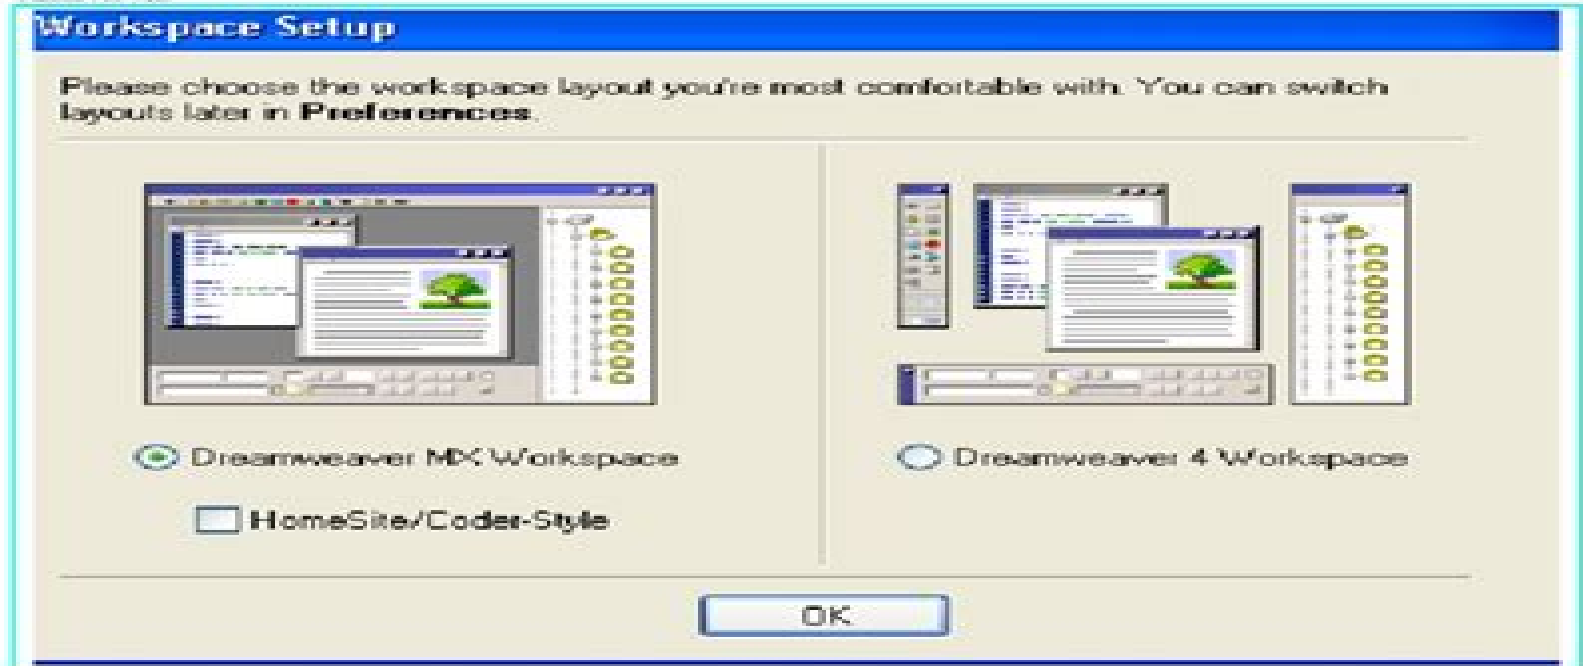 Workspace Setup
Please choose the workspace layout you're most comfortable with. You can switch
layouts later in Preferences.
Dreamweaver MX Workspace
Dreamweaver 4 Workspace
HomeSite/Coder-Style
OK